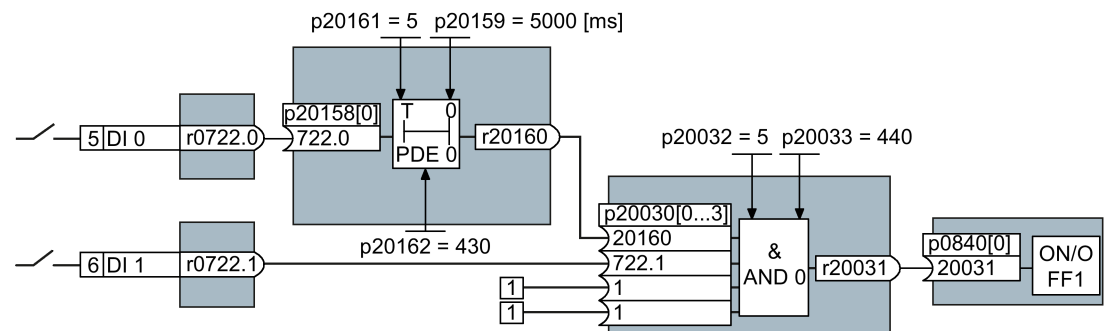 p20161 = 5 p20159 = 5000 [ms]
p20158[0]
T 0
5 DI 0 r0722.0 722.0 r20160
PDE 0
p20032 = 5 p20033 = 440
p20162 = 430
p20030[0...3]
20160
p0840[0]
6 DI 1 r0722.1 722.1
&
AND 0
r20031
20031
ON/O
FF1
1 1
1 1